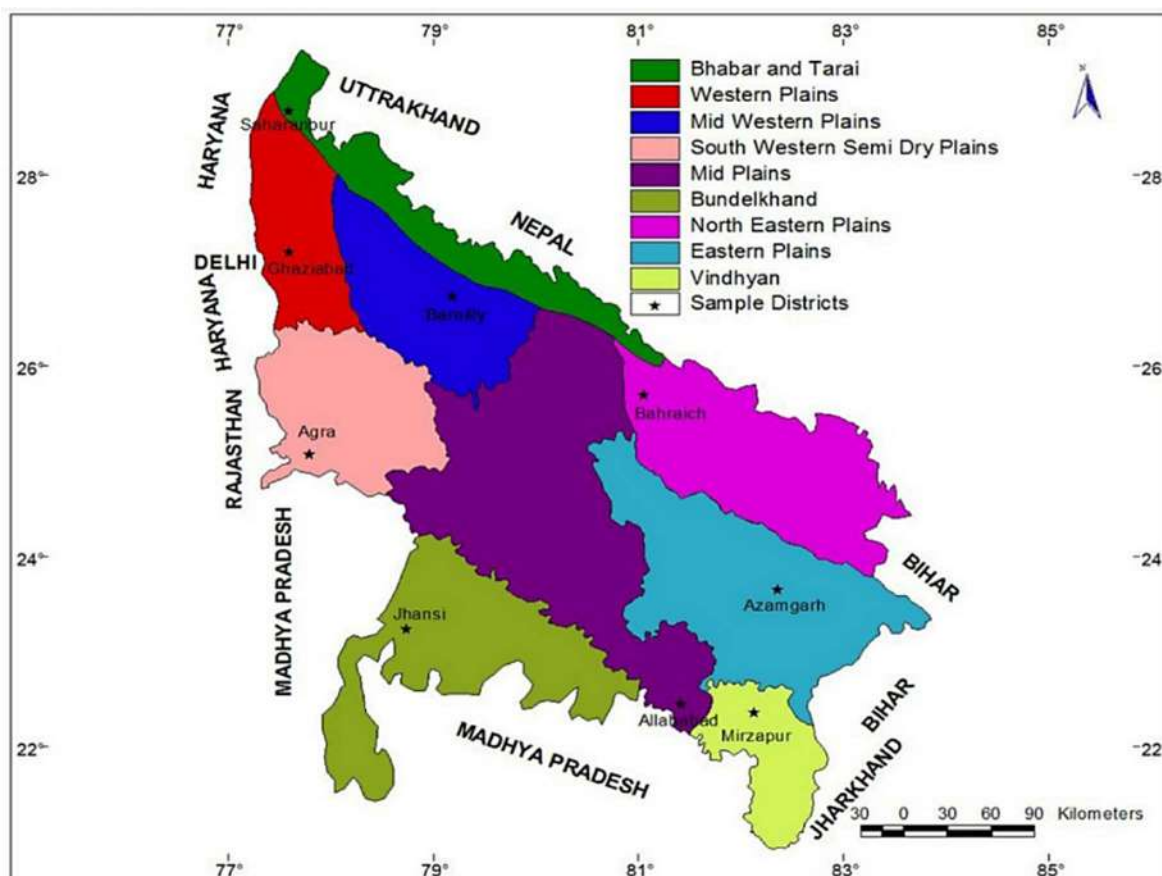 77°
79°
81°
83°
85°
Bhabar and Tarai
Western Plains
Mid Western Plains
South Western Semi Dry Plains
Mid Plains
Bundelkhand
North Eastern Plains
Eastern Plains
Vindhyan
Sample Districts
N
UTTRAKHAND
HARYANA
Saharanpur
28°
28
NEPAL
DELHI
Ghaziabad
Bareilly
HARYANA
26°
26
RAJASTHAN
Bahraich
Agra
24°
24
MADHYA PRADESH
BIHAR
Azamgarh
Jhansi
BIHAR
Allahabad
Mirzapur
MADHYA PRADESH
22°
22
JHARKHAND
30 0 30 60 90 Kilometers
77°
79°
81°
83°
85°